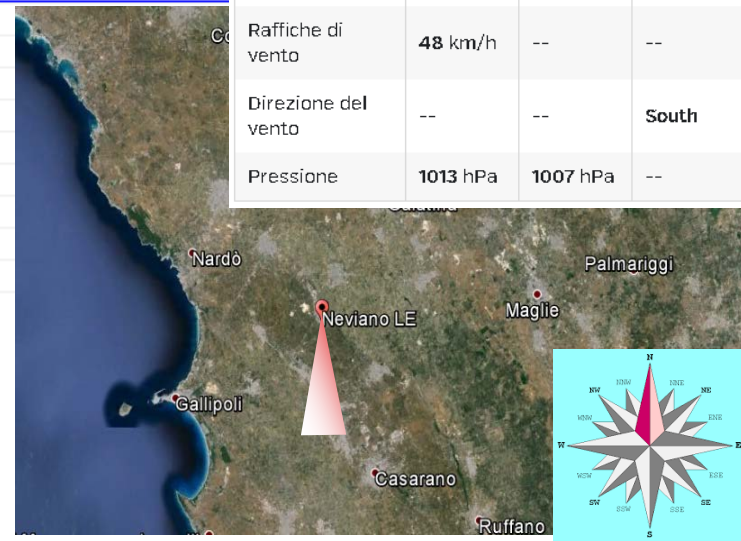 Raffiche di
vento
48 km/h
--
--
Direzione del
vento
--
--
South
Pressione
1013 hPa
1007 hPa
--
Nardò
Palmariggi
Neviano LE
Maglie
Gallipoli
Casarano
Ruffano
N
NNW
NNE
NW
NE
WNW
ENE
W
E
WSW
ESE
SW
SE
SSW
SSE
S